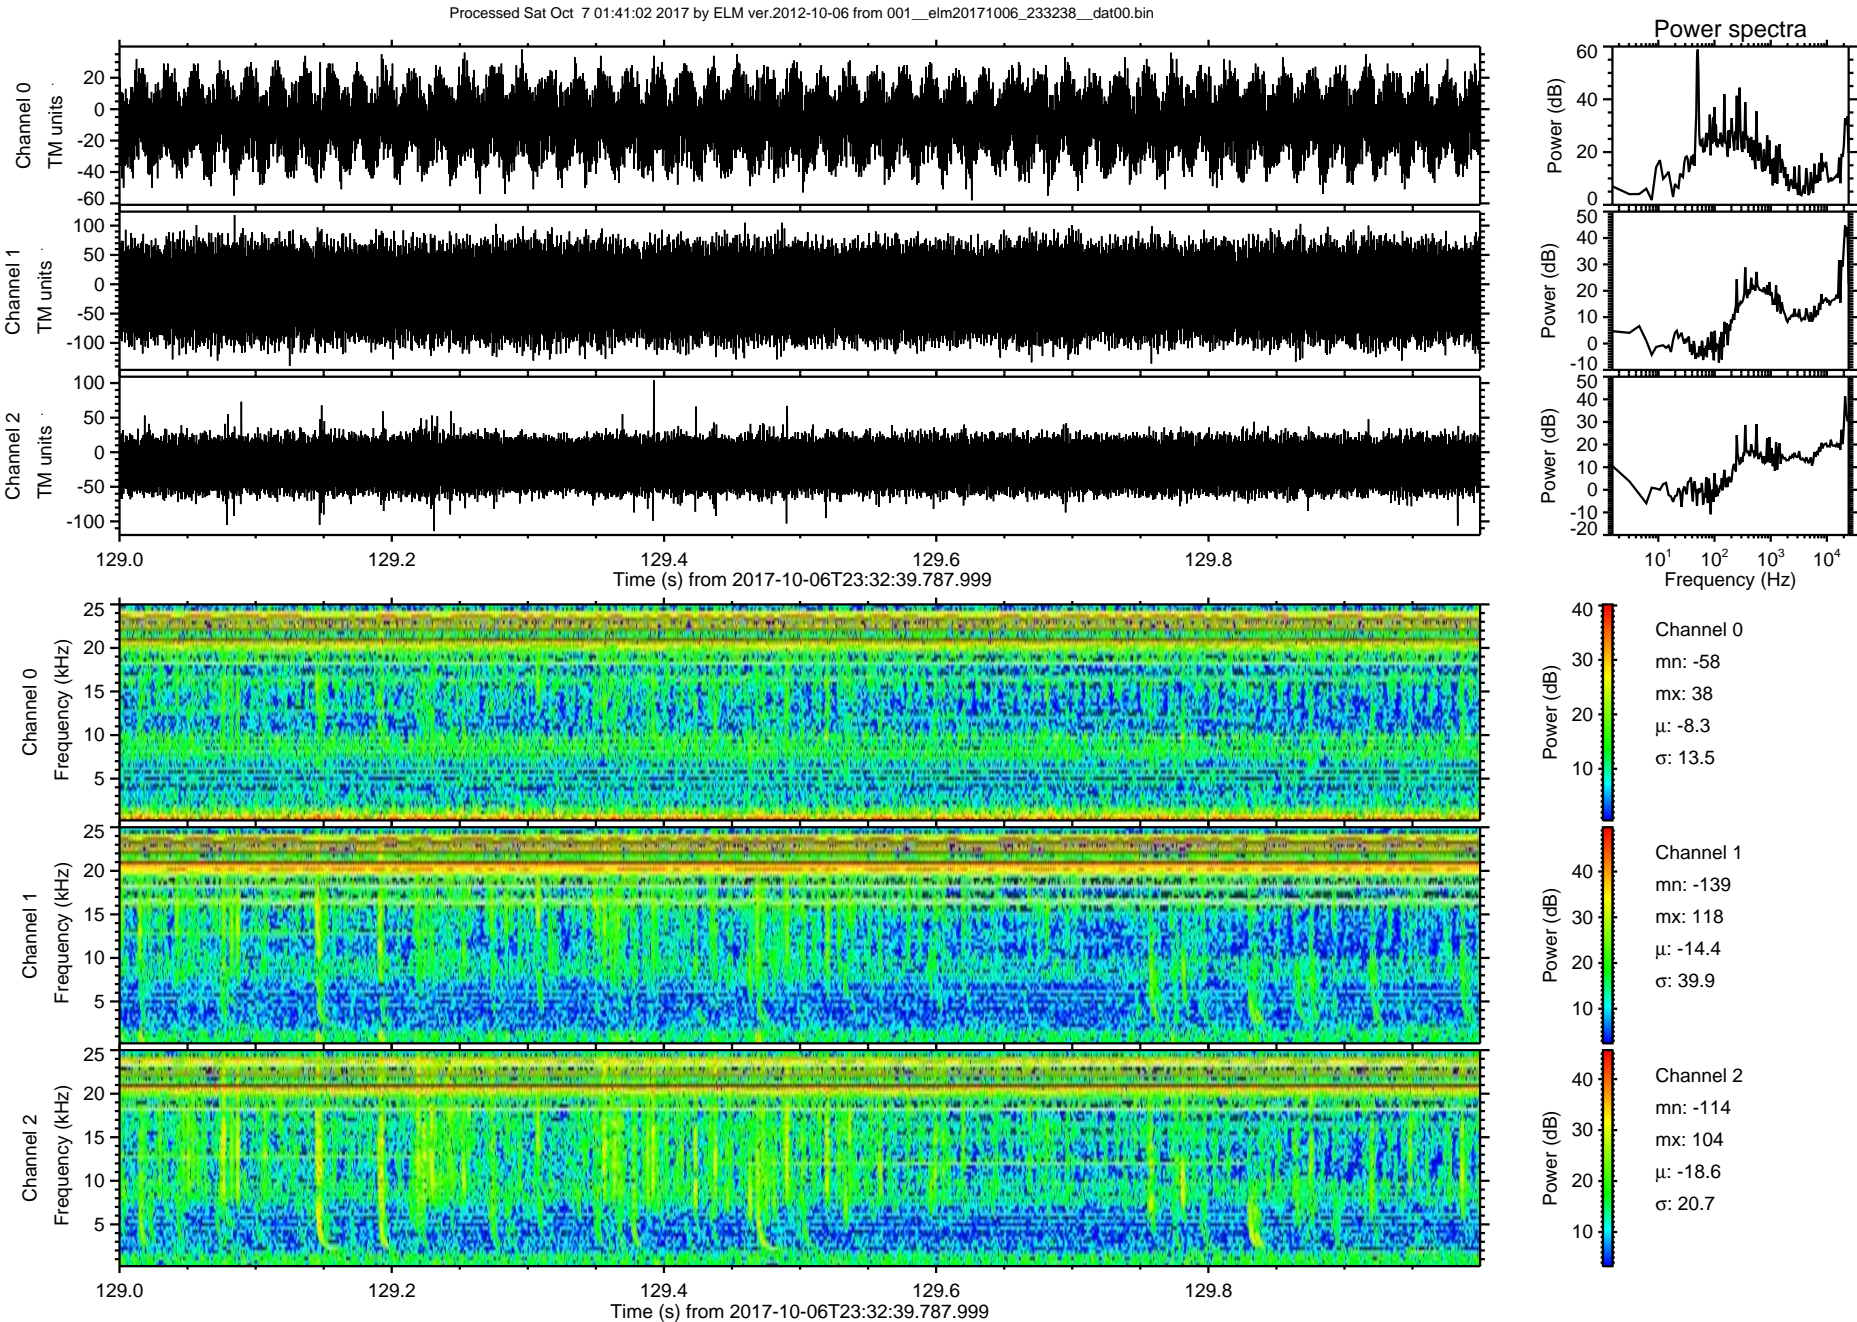 Processed Sat Oct 7 01:41:02 2017 by ELM ver.2012-10-06 from 001__elm20171006_233238__dat00.bin
Power spectra
Channel 0
TM units
20
0
-20
-40
-60
Power (dB)
60
40
20
0
Channel 1
TM units
100
50
0
-50
-100
Power (dB)
50
40
30
20
10
0
-10
Channel 2
TM units
100
50
0
-50
-100
Power (dB)
50
40
30
20
10
0
-10
-20
129.0 129.2 129.4 129.6 129.8
Time (s) from 2017-10-06T23:32:39.787.999
10^1 10^2 10^3 10^4
Frequency (Hz)
Channel 0
Frequency (kHz)
25
20
15
10
5
Power (dB)
40
30
20
10
Channel 0
mn: -58
mx: 38
μ: -8.3
σ: 13.5
Channel 1
Frequency (kHz)
25
20
15
10
5
Power (dB)
40
30
20
10
Channel 1
mn: -139
mx: 118
μ: -14.4
σ: 39.9
Channel 2
Frequency (kHz)
25
20
15
10
5
Power (dB)
40
30
20
10
Channel 2
mn: -114
mx: 104
μ: -18.6
σ: 20.7
129.0 129.2 129.4 129.6 129.8
Time (s) from 2017-10-06T23:32:39.787.999